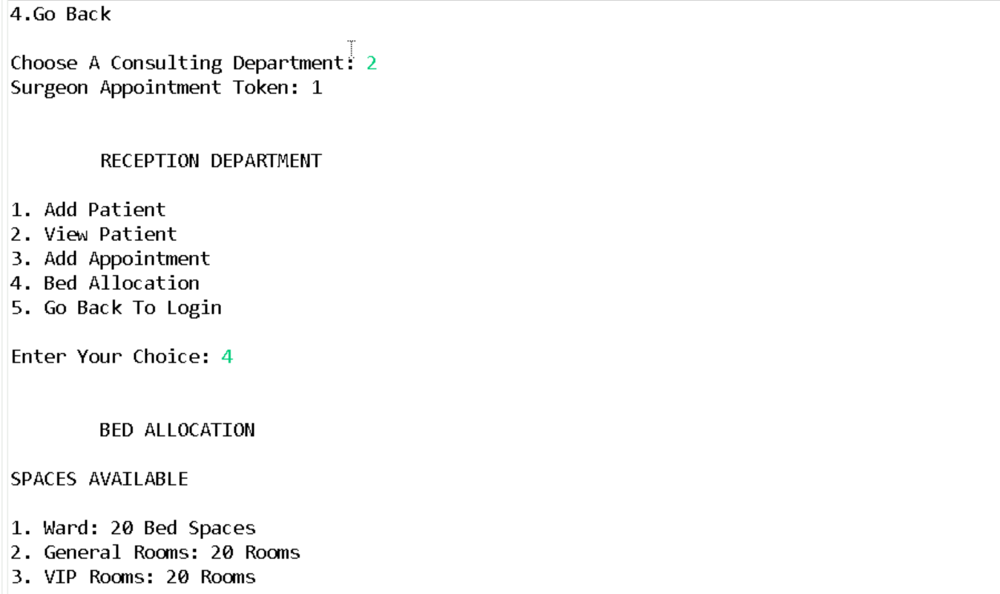 4.Go Back
Choose A Consulting Department: 2
Surgeon Appointment Token: 1
RECEPTION DEPARTMENT
1. Add Patient
2. View Patient
3. Add Appointment
4. Bed Allocation
5. Go Back To Login
Enter Your Choice: 4
BED ALLOCATION
SPACES AVAILABLE
1. Ward: 20 Bed Spaces
2. General Rooms: 20 Rooms
3. VIP Rooms: 20 Rooms